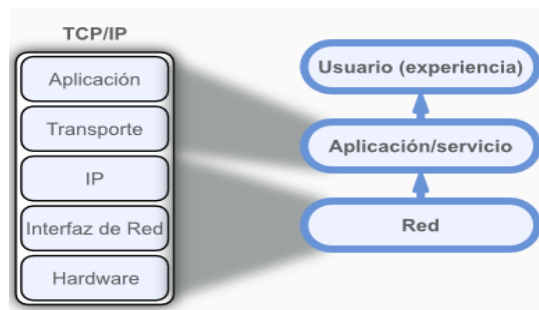 TCP/IP
Aplicación
Transporte
IP
Interfaz de Red
Hardware
Usuario (experiencia)
Aplicación/servicio
Red